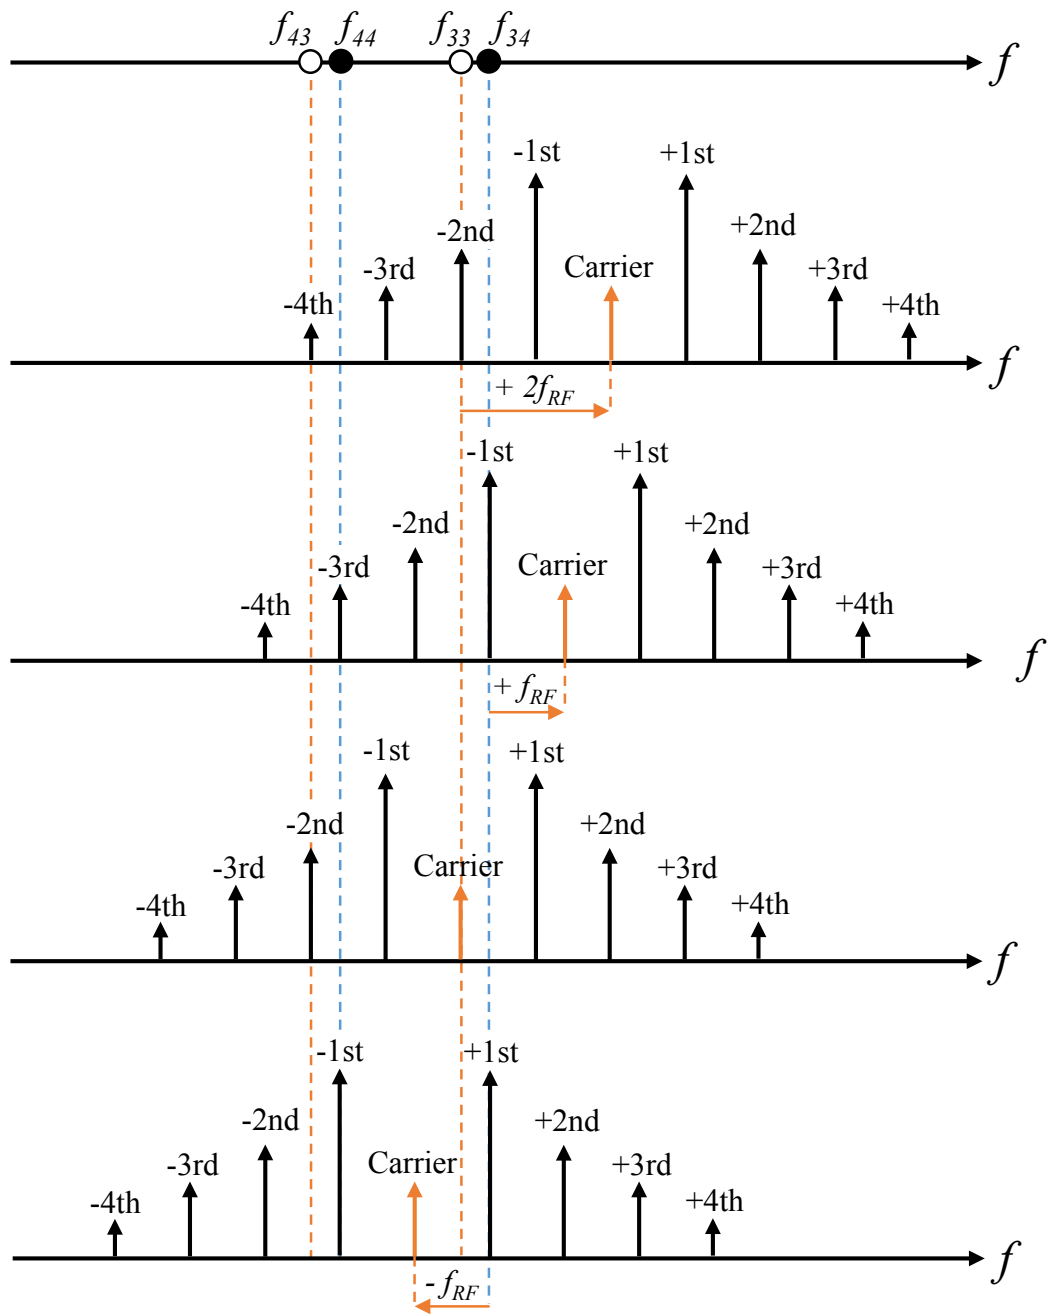 f43 f44 f33 f34
f
-1st +1st
-2nd +2nd
-3rd Carrier +3rd
-4th +4th
f
+ 2fRF
-1st +1st
-2nd +2nd
-3rd Carrier +3rd
-4th +4th
f
+ fRF
-1st +1st
-2nd +2nd
-3rd Carrier +3rd
-4th +4th
f
-1st +1st
-2nd +2nd
-3rd Carrier +3rd
-4th +4th
f
- fRF